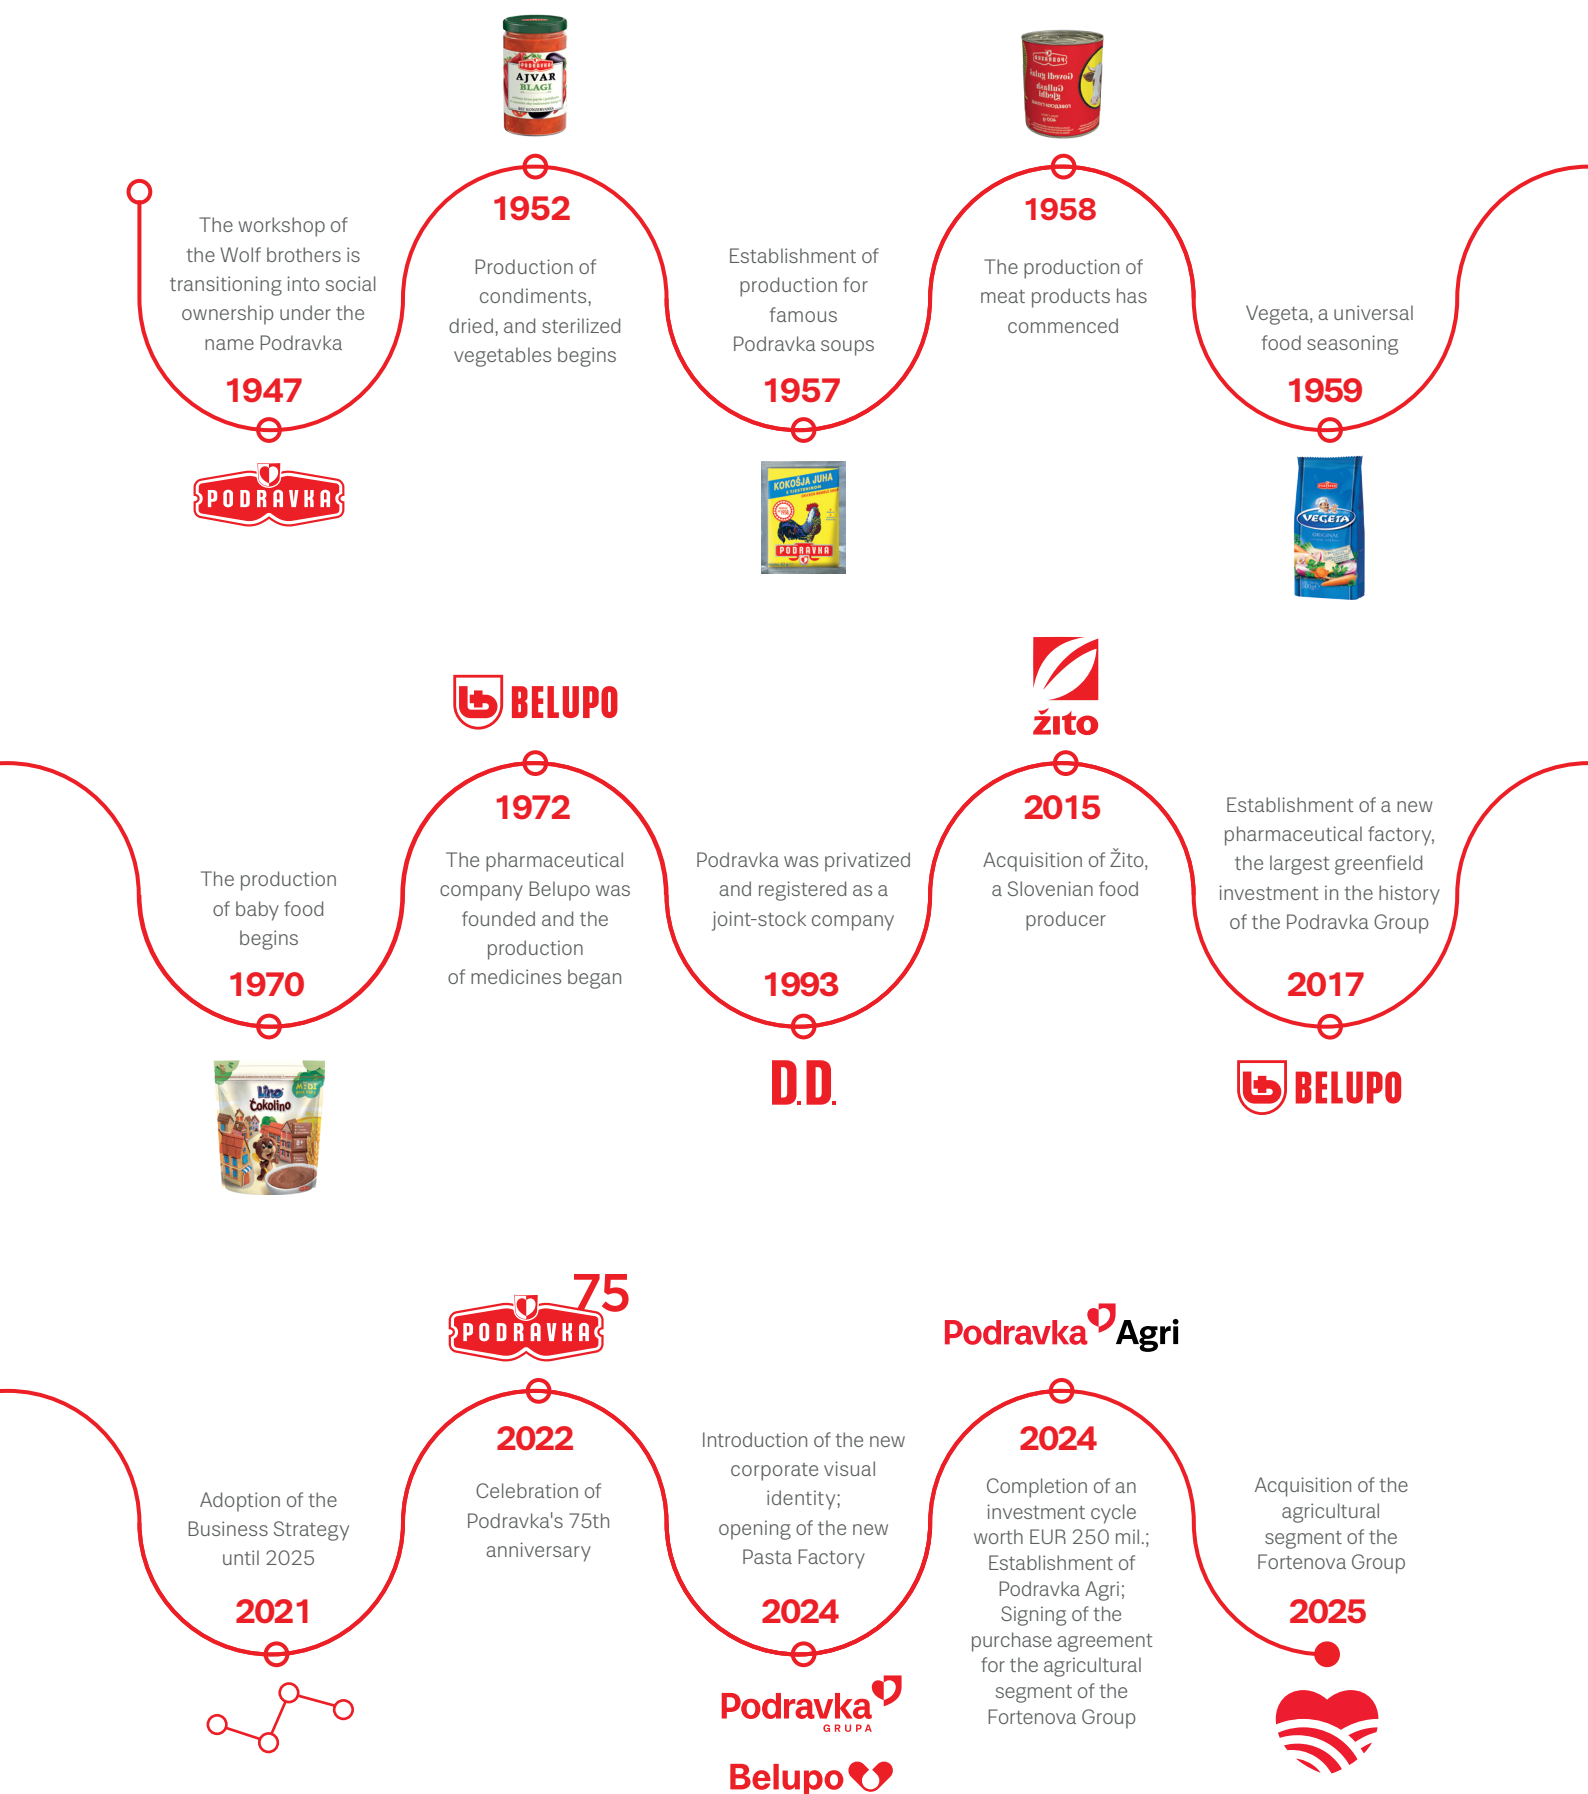 PODRAVKA
AJVAR
BLAGI
The workshop of
the Wolf brothers is
transitioning into social
ownership under the
name Podravka
1947
PODRAVKA
1952
Production of
condiments,
dried, and sterilized
vegetables begins
Establishment of
production for
famous
Podravka soups
1957
KOKOŠJA JUHA
PODRAVKA
PODRAVKA
Govedi gulaš
Gullash
gjedhi
1958
The production of
meat products has
commenced
Vegeta, a universal
food seasoning
1959
VEGETA
ORIGINAL
The production
of baby food
begins
1970
Lino
Čokolino
BELUPO
1972
The pharmaceutical
company Belupo was
founded and the
production
of medicines began
Podravka was privatized
and registered as a
joint-stock company
1993
D.D.
žito
2015
Acquisition of Žito,
a Slovenian food
producer
Establishment of a new
pharmaceutical factory,
the largest greenfield
investment in the history
of the Podravka Group
2017
BELUPO
Adoption of the
Business Strategy
until 2025
2021
75
PODRAVKA
2022
Celebration of
Podravka's 75th
anniversary
Introduction of the new
corporate visual
identity;
opening of the new
Pasta Factory
2024
Podravka
GRUPA
Belupo
Podravka Agri
2024
Completion of an
investment cycle
worth EUR 250 mil.;
Establishment of
Podravka Agri;
Signing of the
purchase agreement
for the agricultural
segment of the
Fortenova Group
Acquisition of the
agricultural
segment of the
Fortenova Group
2025